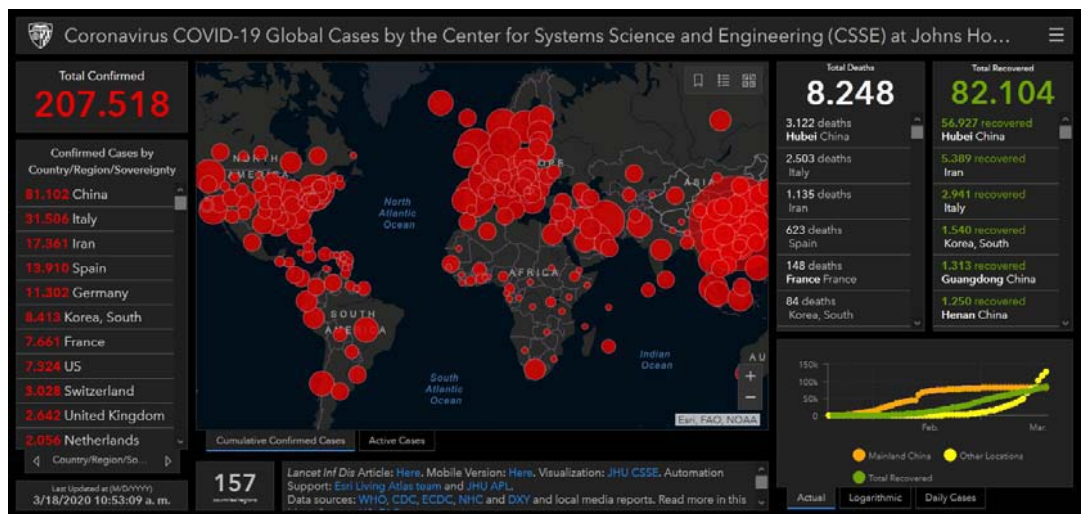 Coronavirus COVID-19 Global Cases by the Center for Systems Science and Engineering (CSSE) at Johns Ho...
Total Confirmed
207.518
Confirmed Cases by
Country/Region/Sovereignty
81.102 China
31.506 Italy
17.361 Iran
13.910 Spain
11.302 Germany
8.413 Korea, South
7.661 France
7.324 US
3.028 Switzerland
2.642 United Kingdom
2.056 Netherlands
Country/Region/So...
Last Updated at (M/D/YYYY)
3/18/2020 10:53:09 a. m.
NORTH
AMERICA
North
Atlantic
Ocean
ASIA
AFRICA
SOUTH
AMERICA
South
Atlantic
Ocean
Indian
Ocean
AU
Esri, FAO, NOAA
Cumulative Confirmed Cases
Active Cases
157
countries/regions
Lancet Inf Dis Article: Here. Mobile Version: Here. Visualization: JHU CSSE. Automation
Support: Esri Living Atlas team and JHU APL.
Data sources: WHO, CDC, ECDC, NHC and DXY and local media reports. Read more in this
Total Deaths
8.248
3.122 deaths
Hubei China
2.503 deaths
Italy
1.135 deaths
Iran
623 deaths
Spain
148 deaths
France France
84 deaths
Korea, South
Total Recovered
82.104
56.927 recovered
Hubei China
5.389 recovered
Iran
2.941 recovered
Italy
1.540 recovered
Korea, South
1.313 recovered
Guangdong China
1.250 recovered
Henan China
150k
100k
50k
0
Feb.
Mar.
Mainland China
Other Locations
Total Recovered
Actual
Logarithmic
Daily Cases